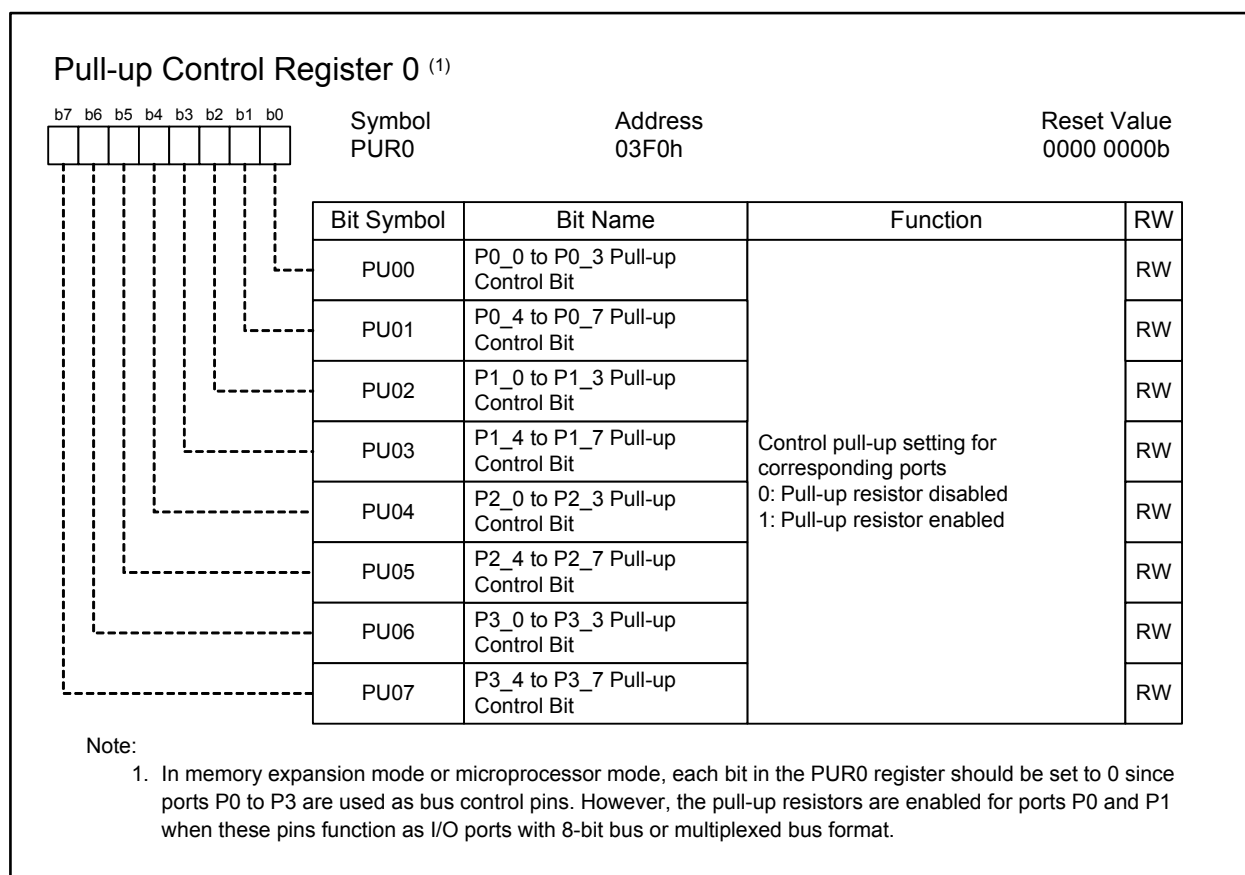 Pull-up Control Register 0 (1)
b7 b6 b5 b4 b3 b2 b1 b0
Symbol Address Reset Value
PUR0 03F0h 0000 0000b
Bit Symbol Bit Name Function RW
PU00 P0_0 to P0_3 Pull-up
Control Bit RW
PU01 P0_4 to P0_7 Pull-up
Control Bit RW
PU02 P1_0 to P1_3 Pull-up
Control Bit RW
PU03 P1_4 to P1_7 Pull-up
Control Bit RW
PU04 P2_0 to P2_3 Pull-up
Control Bit RW
PU05 P2_4 to P2_7 Pull-up
Control Bit RW
PU06 P3_0 to P3_3 Pull-up
Control Bit RW
PU07 P3_4 to P3_7 Pull-up
Control Bit RW
Control pull-up setting for
corresponding ports
0: Pull-up resistor disabled
1: Pull-up resistor enabled
Note:
1. In memory expansion mode or microprocessor mode, each bit in the PUR0 register should be set to 0 since
ports P0 to P3 are used as bus control pins. However, the pull-up resistors are enabled for ports P0 and P1
when these pins function as I/O ports with 8-bit bus or multiplexed bus format.